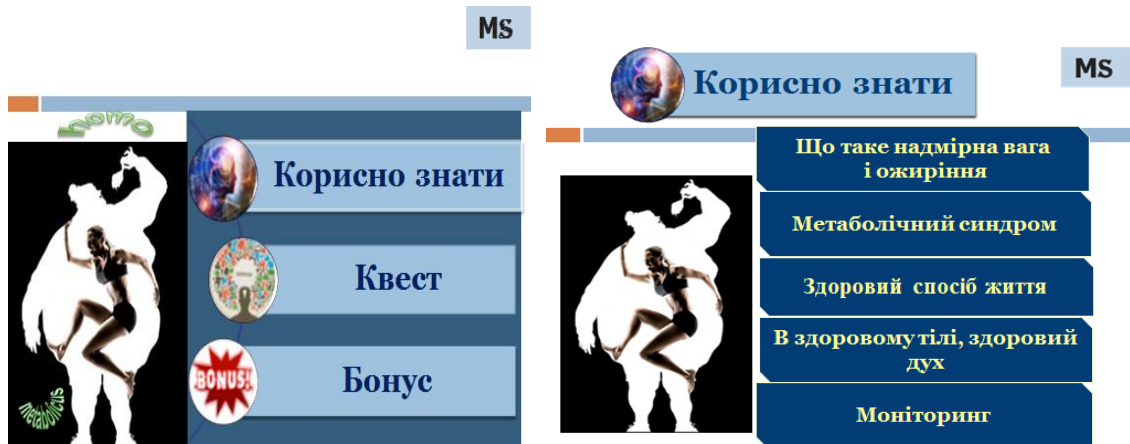 MS
homo
Корисно знати
Квест
BONUS!
Бонус
metabolicus
MS
Корисно знати
Що таке надмірна вага
і ожиріння
Метаболічний синдром
Здоровий спосіб життя
В здоровому тілі, здоровий
дух
Моніторинг